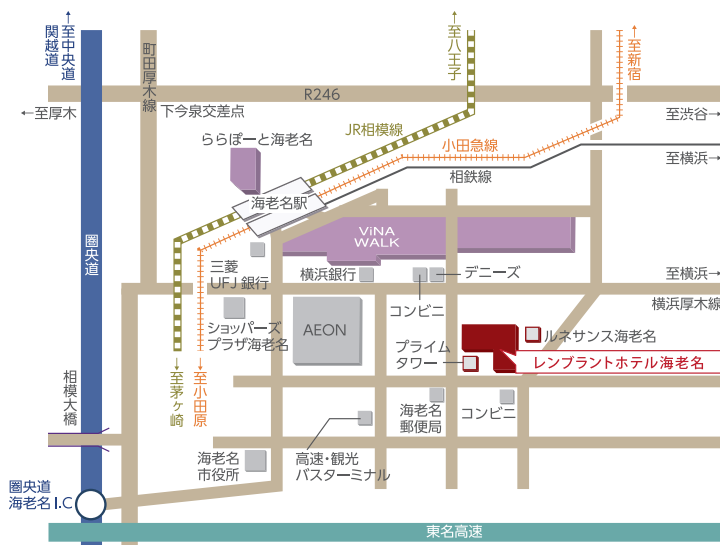 ←至中央道
関越道
町田厚木線
←至八王子
←至新宿
R246
←至厚木
下今泉交差点
至渋谷→
ららぽーと海老名
JR相模線
小田急線
至横浜→
相鉄線
海老名駅
ViNA
WALK
圏央道
三菱
UFJ 銀行
横浜銀行
デニーズ
至横浜→
コンビニ
横浜厚木線
ショッパーズ
プラザ海老名
AEON
ルネサンス海老名
プライム
タワー
レンブラントホテル海老名
←至茅ヶ崎
←至小田原
相模大橋
海老名
郵便局
コンビニ
海老名
市役所
高速・観光
バスターミナル
圏央道
海老名 I.C
東名高速